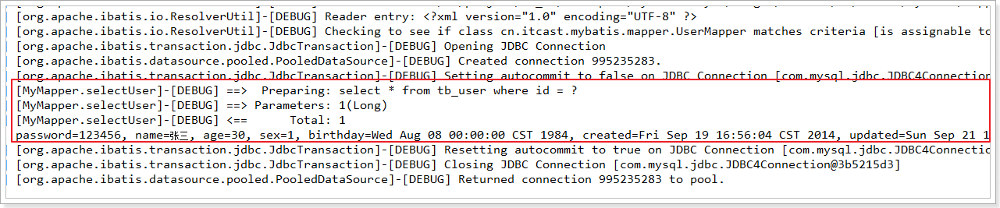 [org.apache.ibatis.io.ResolverUtil]-[DEBUG] Reader entry: <?xml version="1.0" encoding="UTF-8" ?>
[org.apache.ibatis.io.ResolverUtil]-[DEBUG] Checking to see if class cn.itcast.mybatis.mapper.UserMapper matches criteria [is assignable to
[org.apache.ibatis.transaction.jdbc.JdbcTransaction]-[DEBUG] Opening JDBC Connection
[org.apache.ibatis.datasource.pooled.PooledDataSource]-[DEBUG] Created connection 995235283.
[org.apache.ibatis.transaction.jdbc.JdbcTransaction]-[DEBUG] Setting autocommit to false on JDBC Connection [com.mysql.jdbc.JDBC4Connection
[MyMapper.selectUser]-[DEBUG] ==>  Preparing: select * from tb_user where id = ?
[MyMapper.selectUser]-[DEBUG] ==> Parameters: 1(Long)
[MyMapper.selectUser]-[DEBUG] <==      Total: 1
password=123456, name=张三, age=30, sex=1, birthday=Wed Aug 08 00:00:00 CST 1984, created=Fri Sep 19 16:56:04 CST 2014, updated=Sun Sep 21 1
[org.apache.ibatis.transaction.jdbc.JdbcTransaction]-[DEBUG] Resetting autocommit to true on JDBC Connection [com.mysql.jdbc.JDBC4Connectio
[org.apache.ibatis.transaction.jdbc.JdbcTransaction]-[DEBUG] Closing JDBC Connection [com.mysql.jdbc.JDBC4Connection@3b5215d3]
[org.apache.ibatis.datasource.pooled.PooledDataSource]-[DEBUG] Returned connection 995235283 to pool.